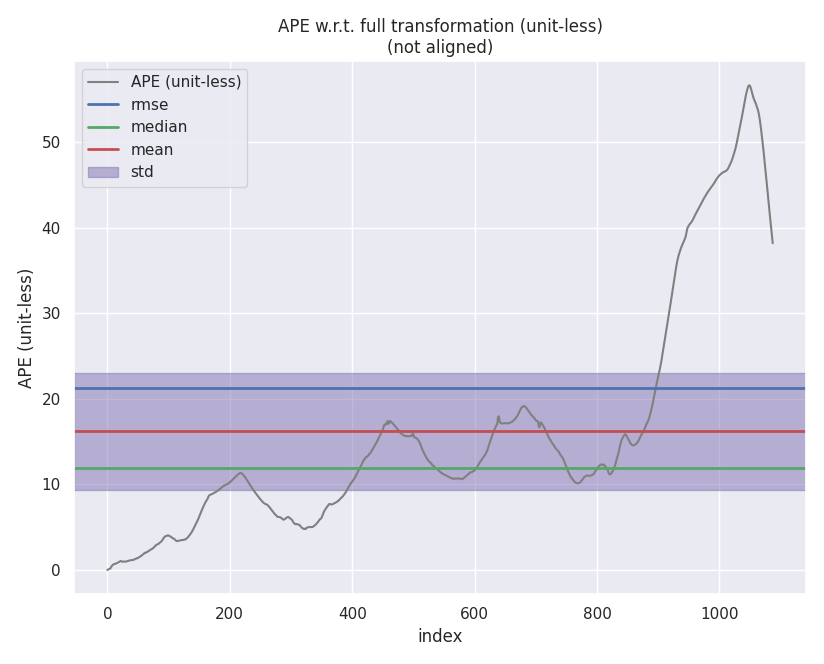 APE w.r.t. full transformation (unit-less)
(not aligned)
APE (unit-less)
rmse
median
mean
std
APE (unit-less)
50
40
30
20
10
0
0 200 400 600 800 1000
index